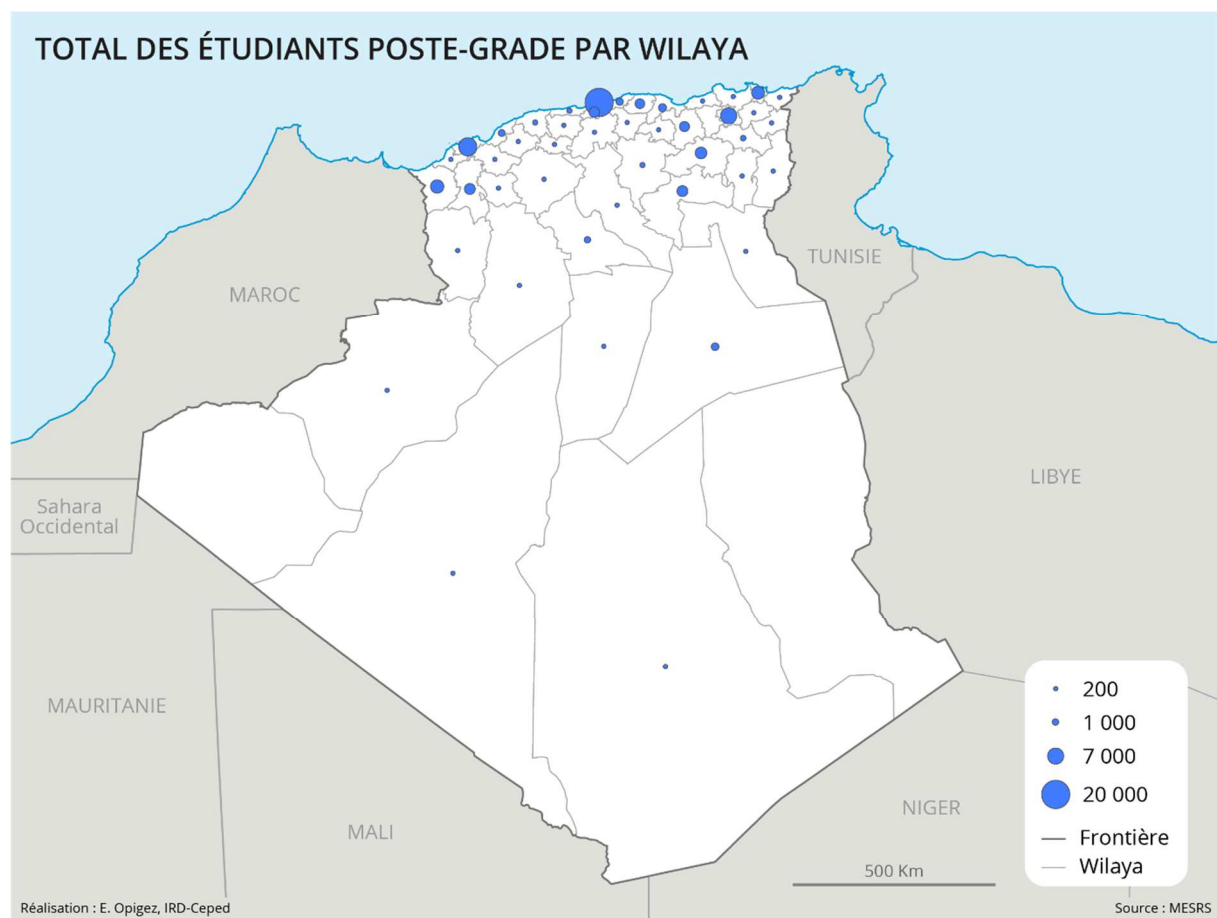 TOTAL DES ÉTUDIANTS POSTE-GRADE PAR WILAYA
TUNISIE
MAROC
LIBYE
Sahara
Occidental
MAURITANIE
MALI
NIGER
200
1 000
7 000
20 000
Frontière
Wilaya
500 Km
Réalisation : E. Opigez, IRD-Ceped
Source : MESRS